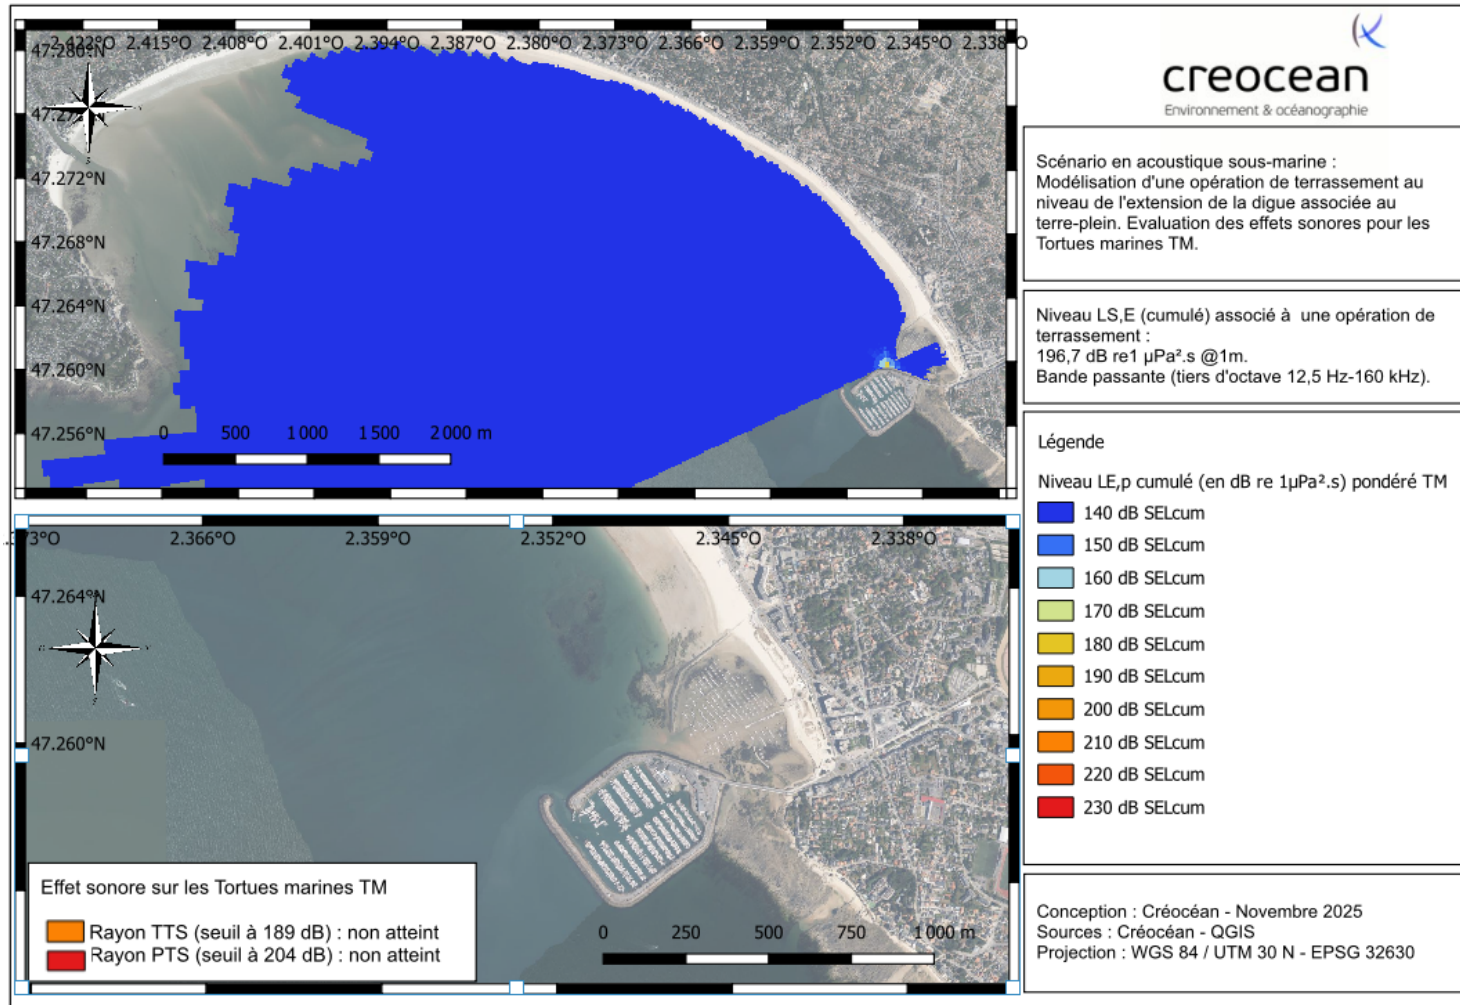 2.422°O 2.415°O 2.408°O 2.401°O 2.394°O 2.387°O 2.380°O 2.373°O 2.366°O 2.359°O 2.352°O 2.345°O 2.338°O
47.280°N
47.272°N
47.268°N
47.264°N
47.260°N
47.256°N
0 500 1 000 1 500 2 000 m
2.366°O 2.359°O 2.352°O 2.345°O 2.338°O
47.264°N
47.260°N
Effet sonore sur les Tortues marines TM
Rayon TTS (seuil à 189 dB) : non atteint
Rayon PTS (seuil à 204 dB) : non atteint
0 250 500 750 1 000 m
creocean
Environnement & océanographie
Scénario en acoustique sous-marine :
Modélisation d'une opération de terrassement au
niveau de l'extension de la digue associée au
terre-plein. Evaluation des effets sonores pour les
Tortues marines TM.
Niveau LS,E (cumulé) associé à une opération de
terrassement :
196,7 dB re1 µPa².s @1m.
Bande passante (tiers d'octave 12,5 Hz-160 kHz).
Légende
Niveau LE,p cumulé (en dB re 1µPa².s) pondéré TM
140 dB SELcum
150 dB SELcum
160 dB SELcum
170 dB SELcum
180 dB SELcum
190 dB SELcum
200 dB SELcum
210 dB SELcum
220 dB SELcum
230 dB SELcum
Conception : Créocéan - Novembre 2025
Sources : Créocéan - QGIS
Projection : WGS 84 / UTM 30 N - EPSG 32630